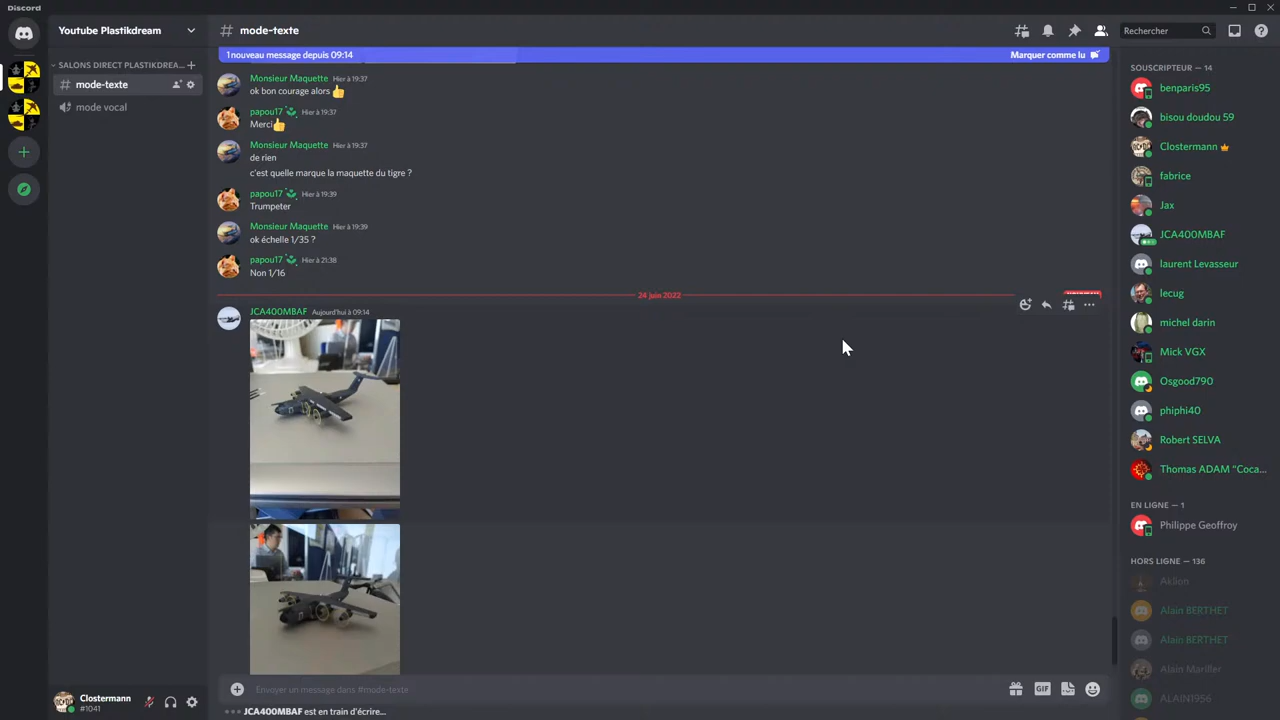 Discord
Youtube Plastikdream
mode-texte
Rechercher
1 nouveau message depuis 09:14
Marquer comme lu
SALONS DIRECT PLASTIKDREA...
mode-texte
mode vocal
Monsieur Maquette Hier à 19:37
ok bon courage alors
papou17 Hier à 19:37
Merci
Monsieur Maquette Hier à 19:37
de rien
c'est quelle marque la maquette du tigre ?
papou17 Hier à 19:39
Trumpeter
Monsieur Maquette Hier à 19:39
ok échelle 1/35 ?
papou17 Hier à 21:38
Non 1/16
24 juin 2022
JCA400MBAF Aujourd'hui à 09:14
Envoyer un message dans #mode-texte
JCA400MBAF est en train d'écrire...
GIF
Clostermann
#1041
SOUSCRIPTEUR — 14
benparis95
bisou doudou 59
Clostermann
fabrice
Jax
JCA400MBAF
laurent Levasseur
lecug
michel darin
Mick VGX
Osgood790
phiphi40
Robert SELVA
Thomas ADAM "Coca...
EN LIGNE — 1
Philippe Geoffroy
HORS LIGNE — 136
Aklion
Alain BERTHET
Alain BERTHET
Alain Mariller
ALAIN1956